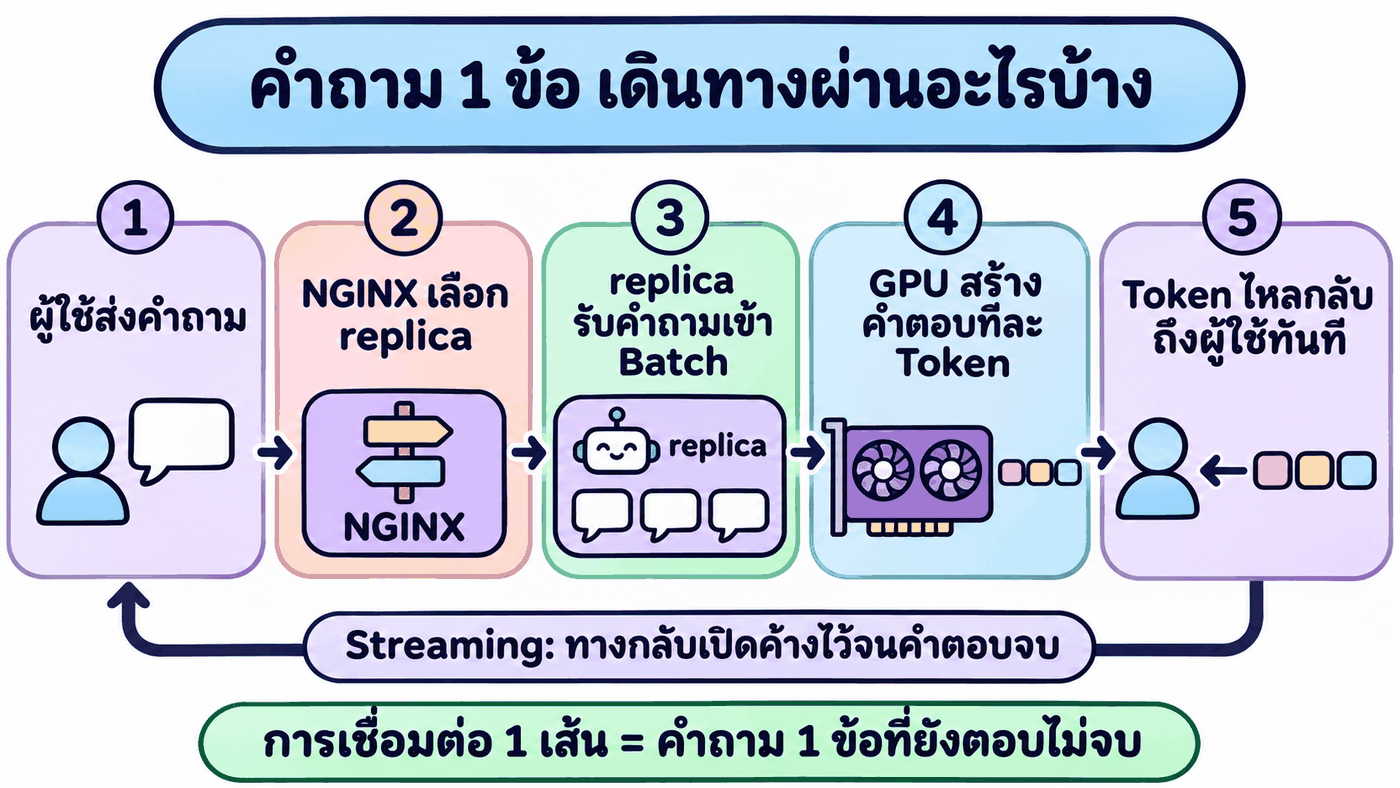 คำถาม 1 ข้อ เดินทางผ่านอะไรบ้าง
1
ผู้ใช้ส่งคำถาม
2
NGINX เลือก
replica
NGINX
3
replica
รับคำถามเข้า
Batch
replica
4
GPU สร้าง
คำตอบทีละ
Token
5
Token ไหลกลับ
ถึงผู้ใช้ทันที
Streaming: ทางกลับเปิดค้างไว้จนคำตอบจบ
การเชื่อมต่อ 1 เส้น = คำถาม 1 ข้อที่ยังตอบไม่จบ